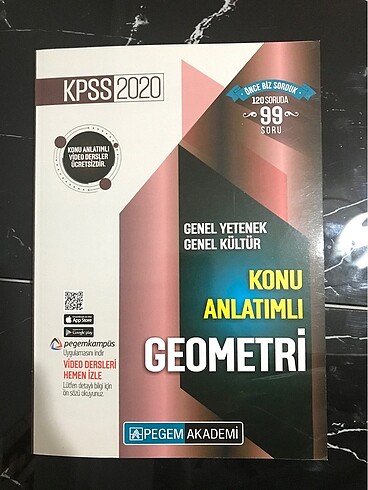 KPSS 2020
ÖNCE BİZ SORDUK
120 SORUDA
99
SORU
KONU ANLATIMLI
VİDEO DERSLER
ÜCRETSİZDİR.
GENEL YETENEK
GENEL KÜLTÜR
KONU
ANLATIMLI
GEOMETRİ
App Store
Google play
pegemkampüs
Uygulamasını indir
VİDEO DERSLERİ
HEMEN İZLE
Lütfen detaylı bilgi için
ön sözü okuyunuz.
PEGEM AKADEMİ